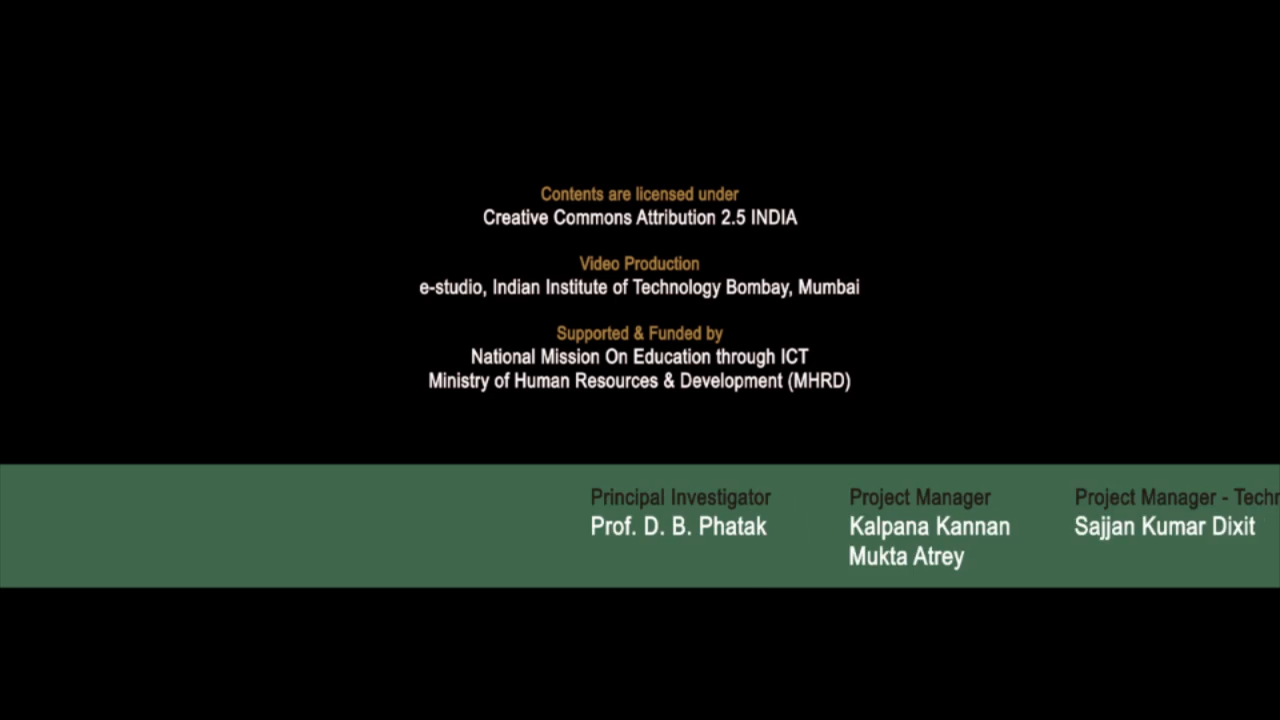 Contents are licensed under
Creative Commons Attribution 2.5 INDIA
Video Production
e-studio, Indian Institute of Technology Bombay, Mumbai
Supported & Funded by
National Mission On Education through ICT
Ministry of Human Resources & Development (MHRD)
Principal Investigator
Prof. D. B. Phatak
Project Manager
Kalpana Kannan
Mukta Atrey
Project Manager -
Sajjan Kumar Dixit